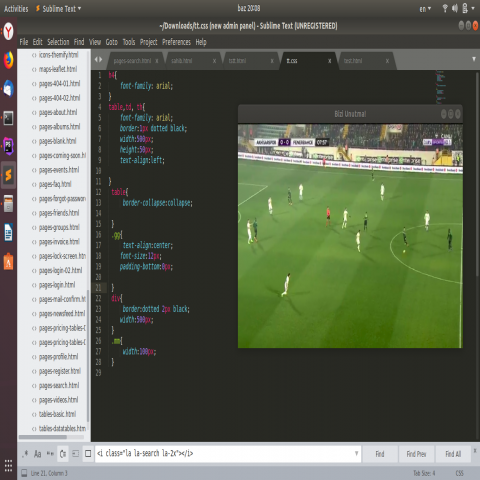 Activities
Sublime Text ▾
baz 20:08
en ▾
~/Downloads/tt.css (new admin panel) - Sublime Text (UNREGISTERED)
File Edit Selection Find View Goto Tools Project Preferences Help
icons-themify.html
maps-leaflet.html
pages-404-01.html
pages-404-02.html
pages-about.html
pages-albums.html
pages-blank.html
pages-coming-soon.h
pages-events.html
pages-faq.html
pages-forgot-password
pages-friends.html
pages-groups.html
pages-invoice.html
pages-lock-screen.htm
pages-login-02.html
pages-login.html
pages-mail-confirm.ht
pages-newsfeed.html
pages-pricing-tables-
pages-pricing-tables-
pages-profile.html
pages-register.html
pages-search.html
pages-videos.html
tables-basic.html
tables-datatables.html
pages-search.html
tt.css
test.html
1 h4{
2 font-family: arial;
3 }
4 table,td, th{
5 font-family: arial;
6 border:1px dotted black;
7 width:500px;
8 height:50px;
9 text-align:left;
10
11 }
12 table{
13 border-collapse:collapse;
14
15 }
16 .gg{
17 text-align:center;
18 font-size:12px;
19 padding-bottom:0px;
20
21 }
22 div{
23 border:dotted 2px black;
24 width:500px;
25 }
26 .mm{
27 width:100px;
28 }
29
Bizi Unutma!
0 - 0
FENERBAHÇE
07:57
<i class="la la-search la-2x"></i>
Find
Find Prev
Find All
Line 21, Column 3
Tab Size: 4
CSS